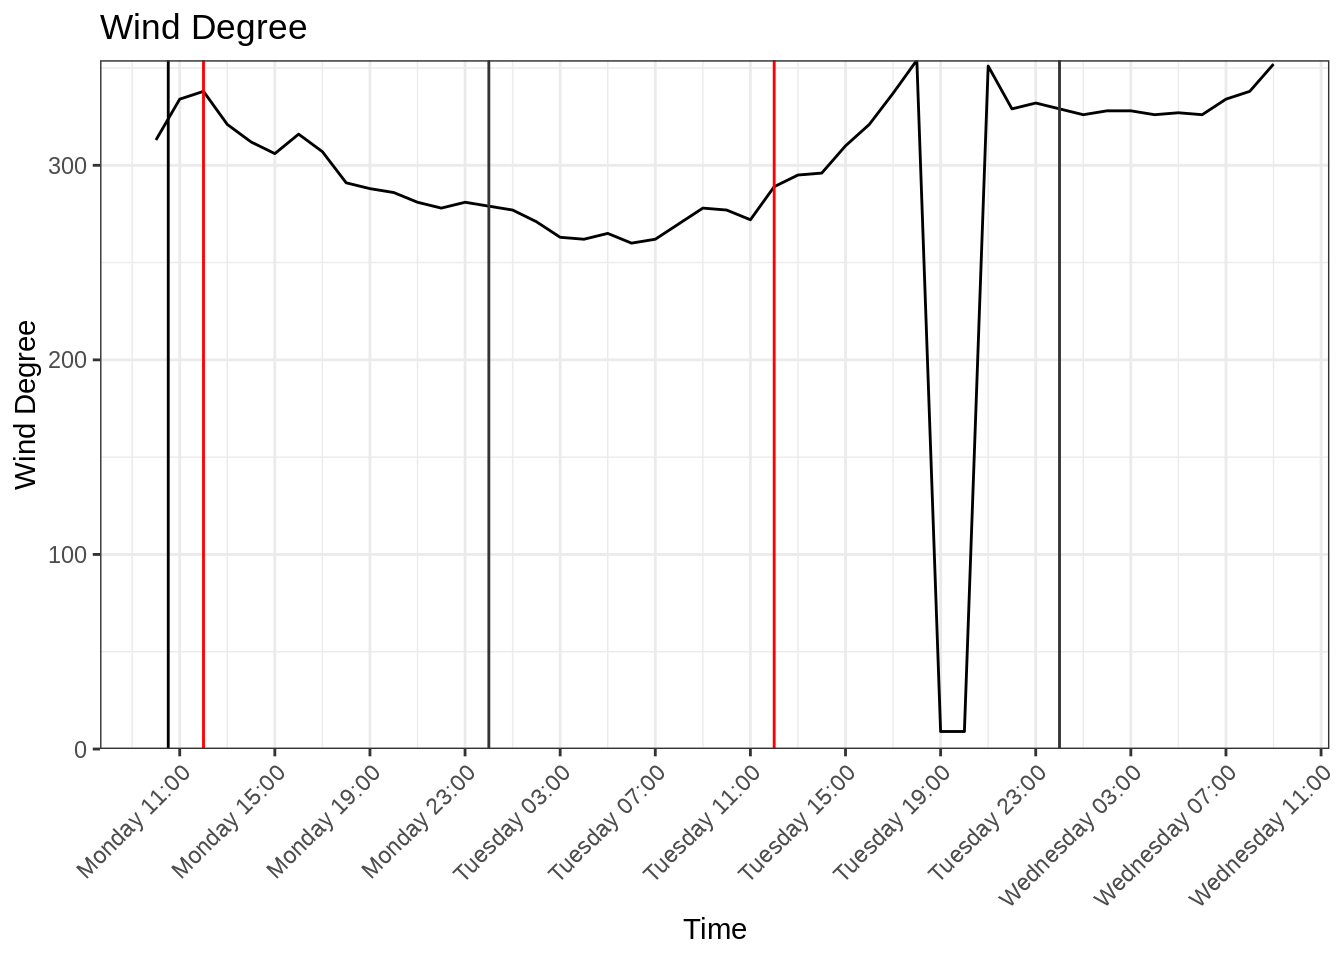 Wind Degree
Wind Degree
300
200
100
0
Monday 11:00
Monday 15:00
Monday 19:00
Monday 23:00
Tuesday 03:00
Tuesday 07:00
Tuesday 11:00
Tuesday 15:00
Tuesday 19:00
Tuesday 23:00
Wednesday 03:00
Wednesday 07:00
Wednesday 11:00
Time